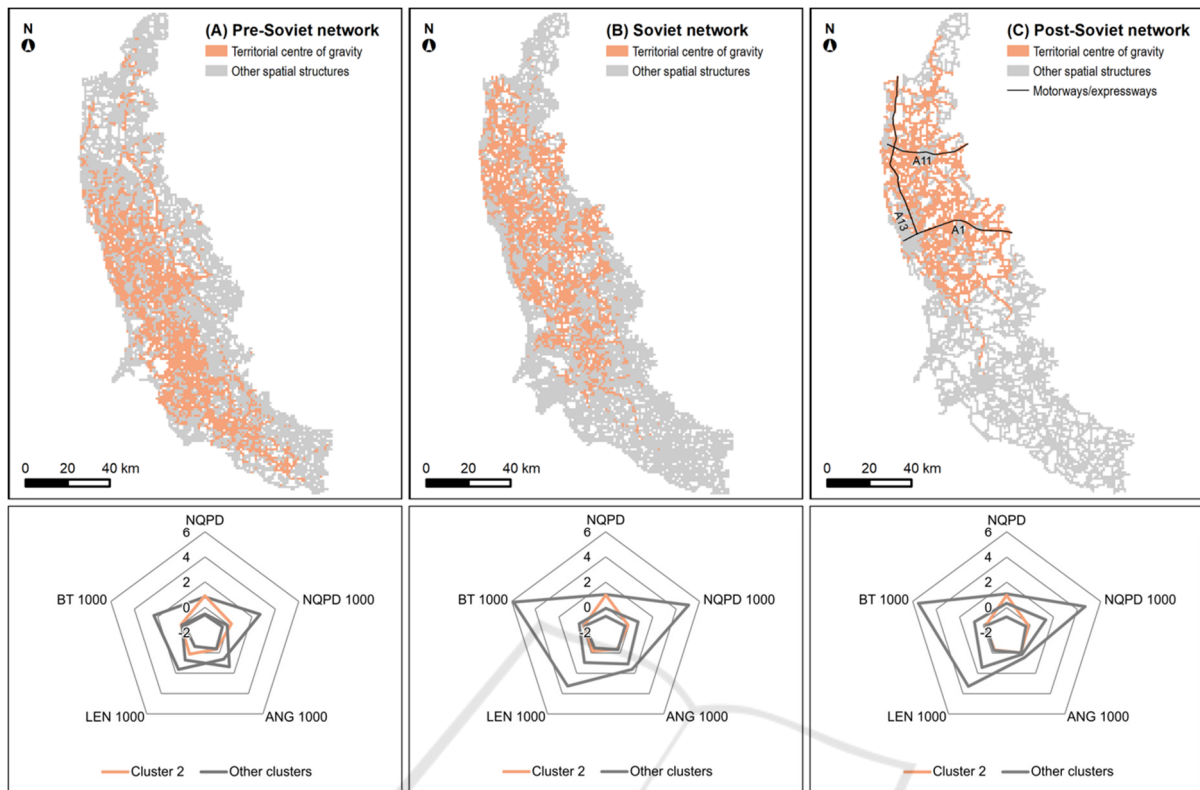 N
(A) Pre-Soviet network
Territorial centre of gravity
Other spatial structures
0 20 40 km
N
(B) Soviet network
Territorial centre of gravity
Other spatial structures
0 20 40 km
N
(C) Post-Soviet network
Territorial centre of gravity
Other spatial structures
Motorways/expressways
A11
A13
A1
0 20 40 km
NQPD
6
4
2
0
-2
BT 1000
NQPD 1000
LEN 1000
ANG 1000
Cluster 2
Other clusters
NQPD
6
4
2
0
-2
BT 1000
NQPD 1000
LEN 1000
ANG 1000
Cluster 2
Other clusters
NQPD
6
4
2
0
-2
BT 1000
NQPD 1000
LEN 1000
ANG 1000
Cluster 2
Other clusters